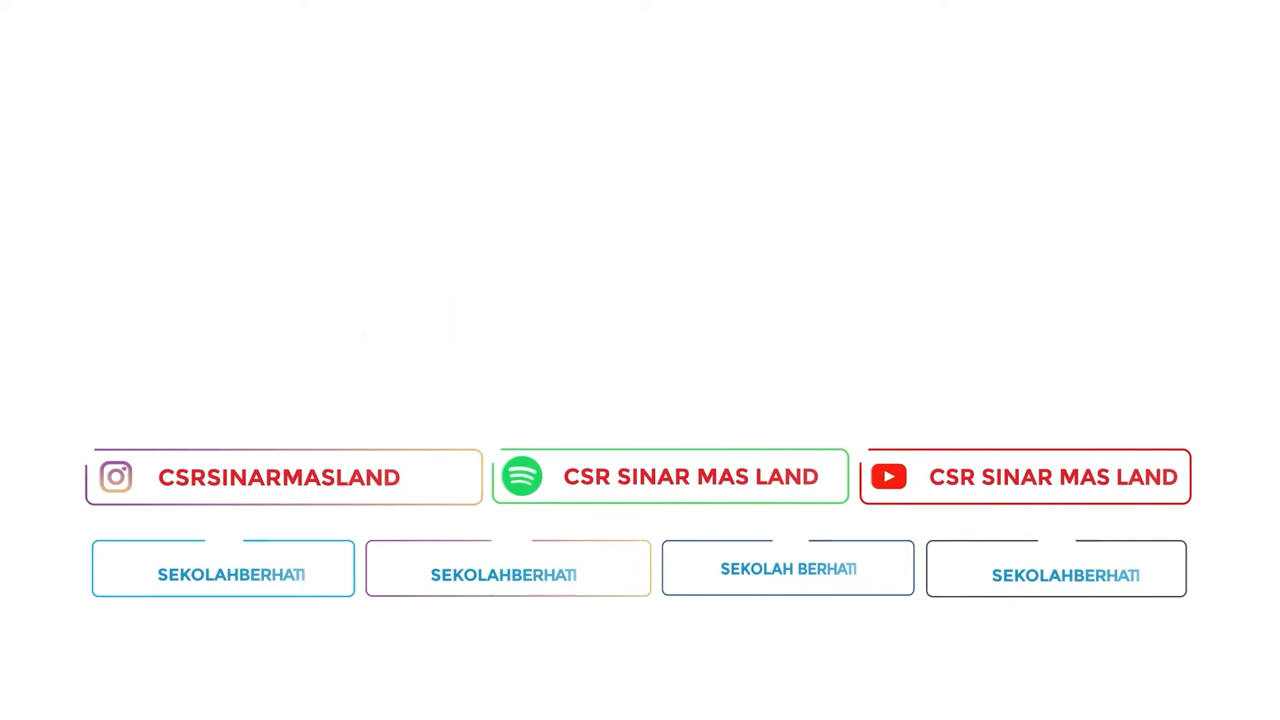 CSRSINARMASLAND
CSR SINAR MAS LAND
CSR SINAR MAS LAND
SEKOLAHBERHATI
SEKOLAHBERHATI
SEKOLAH BERHATI
SEKOLAHBERHATI